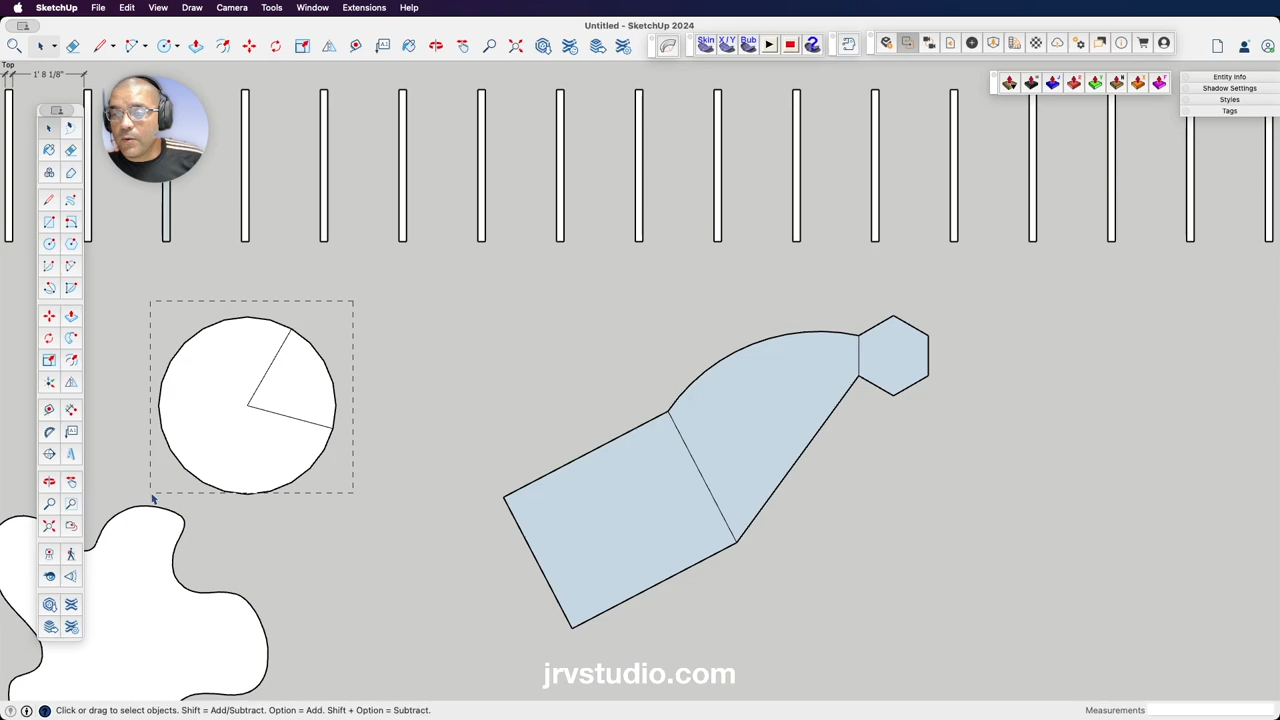 SketchUp File Edit View Draw Camera Tools Window Extensions Help
Untitled - SketchUp 2024
Skin X/Y Bub
Top
1' 8 1/8"
Entity Info
Shadow Settings
Styles
Tags
jrvstudio.com
Click or drag to select objects. Shift = Add/Subtract. Option = Add. Shift + Option = Subtract.
Measurements